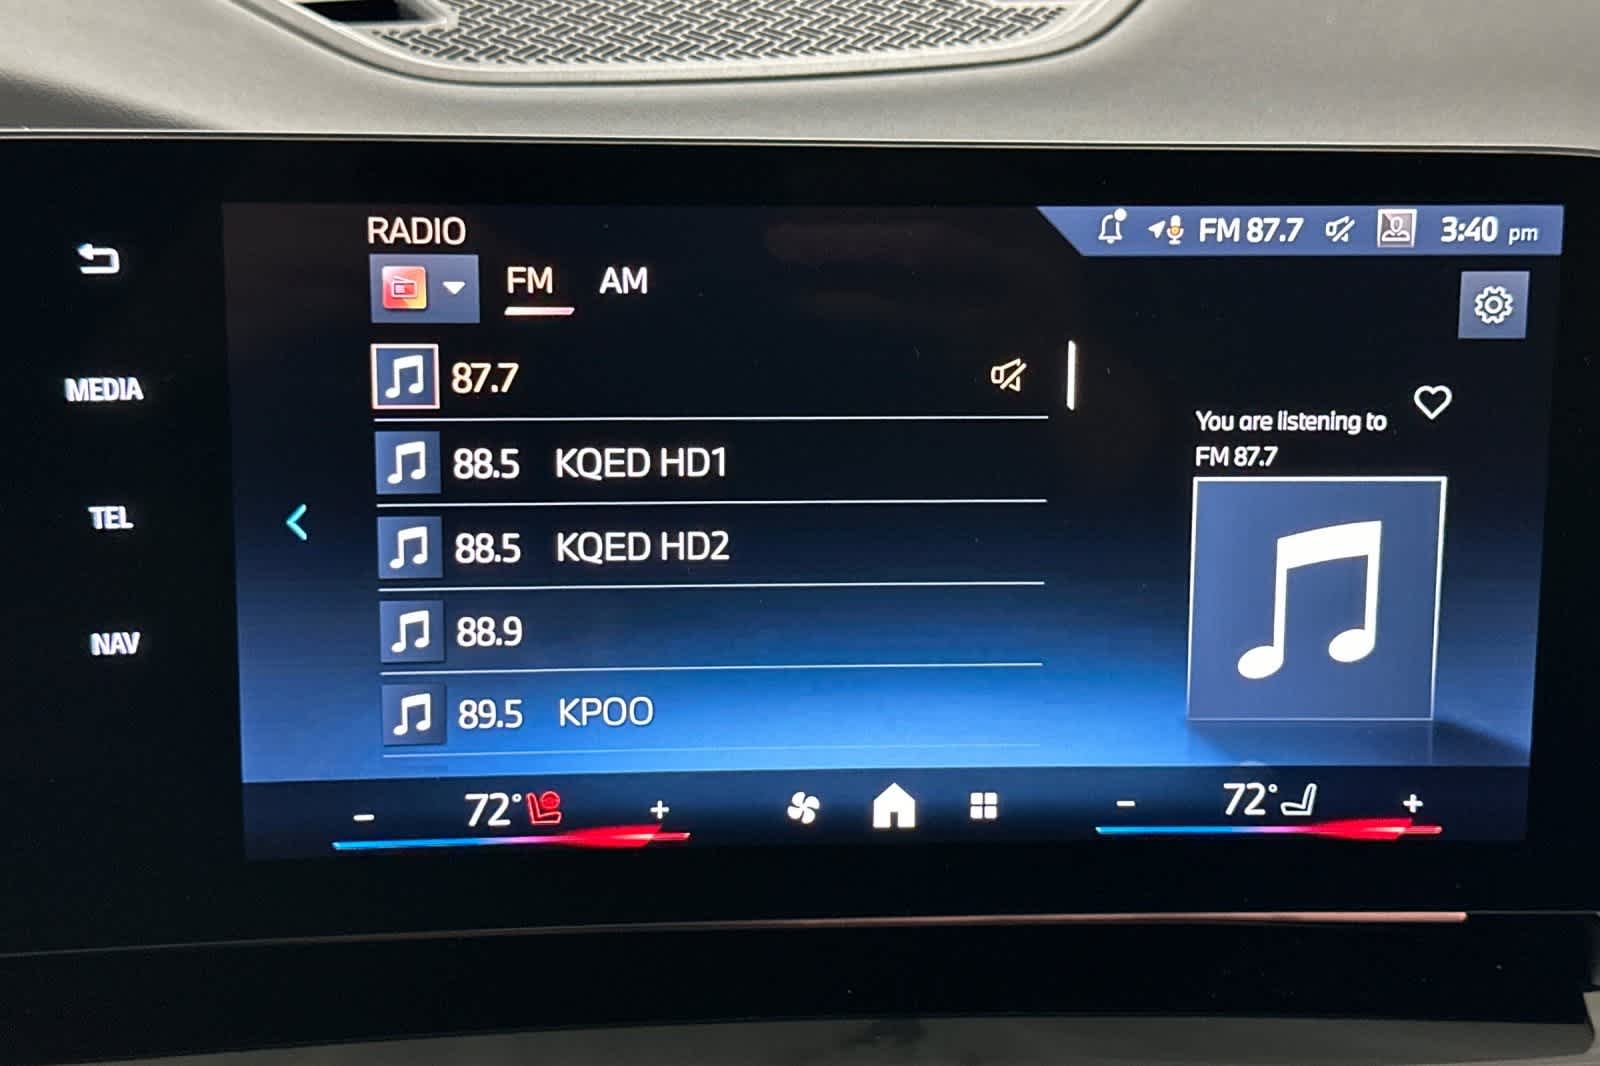 RADIO
FM 87.7
3:40 pm
FM AM
87.7
88.5 KQED HD1
88.5 KQED HD2
88.9
89.5 KPOO
You are listening to
FM 87.7
MEDIA
TEL
NAV
− 72° +
− 72° +